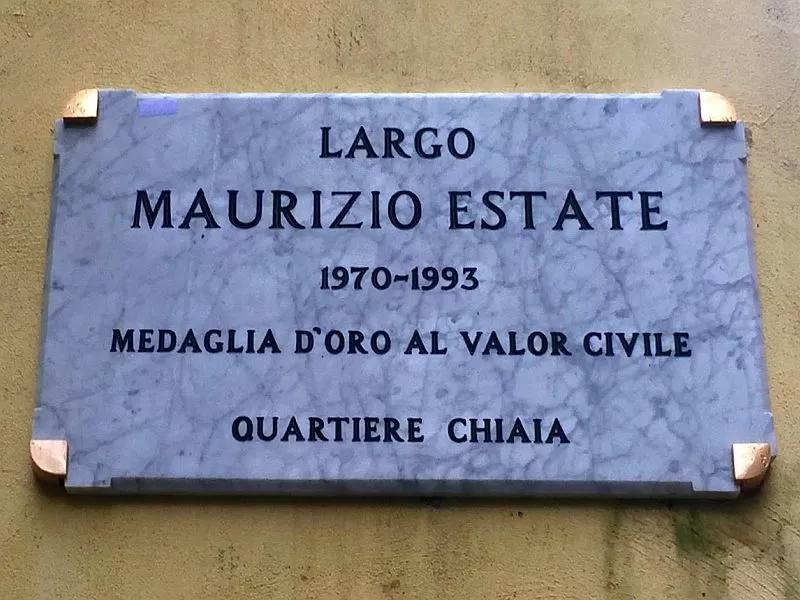 LARGO
MAURIZIO ESTATE
1970-1993
MEDAGLIA D'ORO AL VALOR CIVILE
QUARTIERE CHIAIA